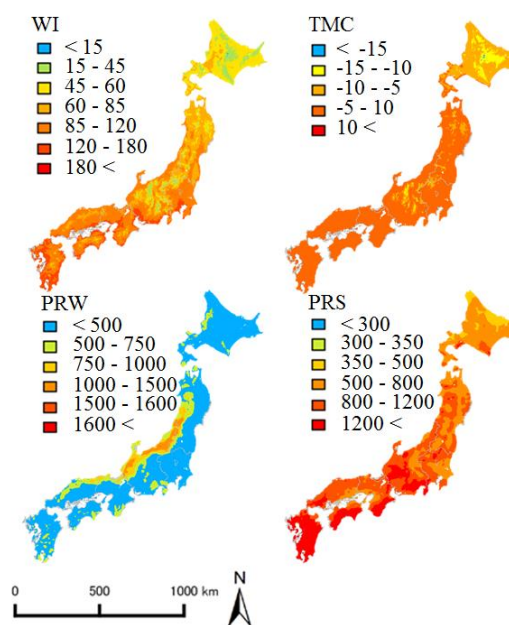 WI
< 15
15 - 45
45 - 60
60 - 85
85 - 120
120 - 180
180 <
TMC
< -15
-15 - -10
-10 - -5
-5 - 10
10 <
PRW
< 500
500 - 750
750 - 1000
1000 - 1500
1500 - 1600
1600 <
PRS
< 300
300 - 350
350 - 500
500 - 800
800 - 1200
1200 <
0 500 1000 km
N